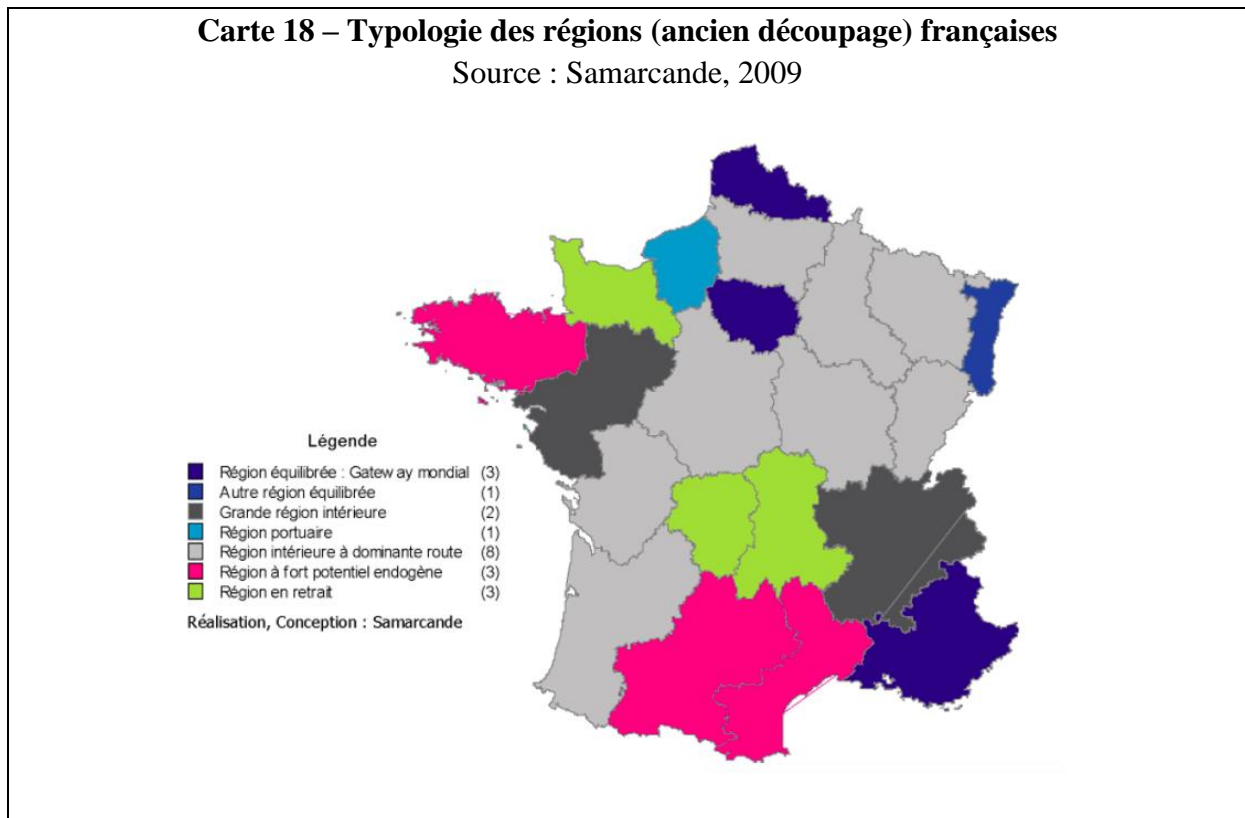 Carte 18 – Typologie des régions (ancien découpage) françaises
Source : Samarcande, 2009
Légende
Région équilibrée : Gatew ay mondial (3)
Autre région équilibrée (1)
Grande région intérieure (2)
Région portuaire (1)
Région intérieure à dominante route (8)
Région à fort potentiel endogène (3)
Région en retrait (3)
Réalisation, Conception : Samarcande